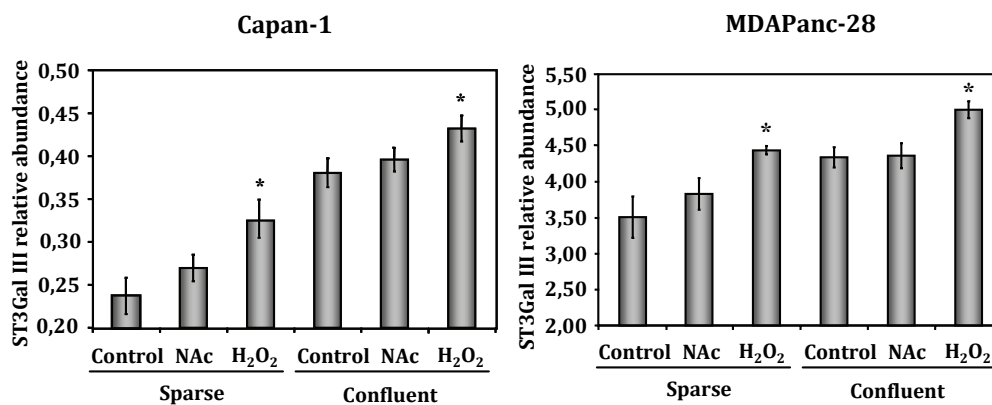 Capan-1
ST3Gal III relative abundance
0,50
0,45
0,40
0,35
0,30
0,25
0,20
*
*
Control NAc H₂O₂ Control NAc H₂O₂
Sparse Confluent
MDAPanc-28
ST3Gal III relative abundance
5,50
5,00
4,50
4,00
3,50
3,00
2,50
2,00
*
*
Control NAc H₂O₂ Control NAc H₂O₂
Sparse Confluent